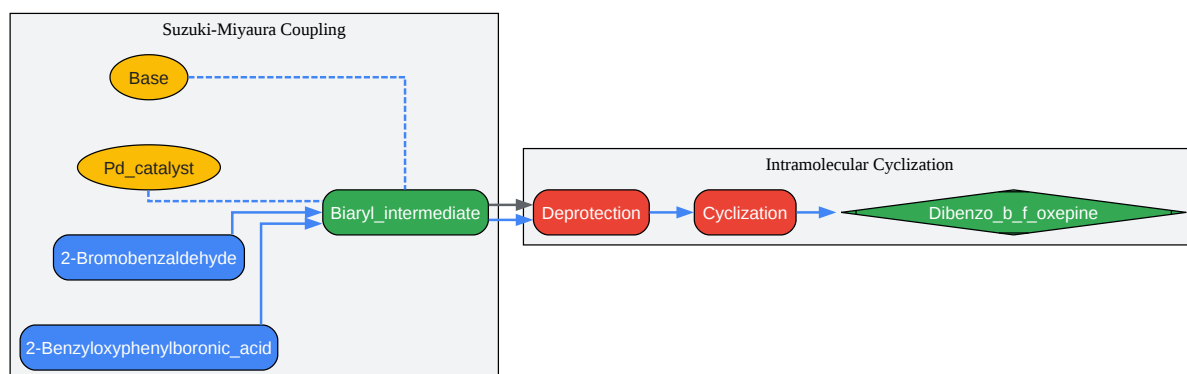 Suzuki-Miyaura Coupling
Base
Pd_catalyst
Biaryl_intermediate
2-Bromobenzaldehyde
2-Benzyloxyphenylboronic_acid
Intramolecular Cyclization
Deprotection
Cyclization
Dibenzo_b_f_oxepine